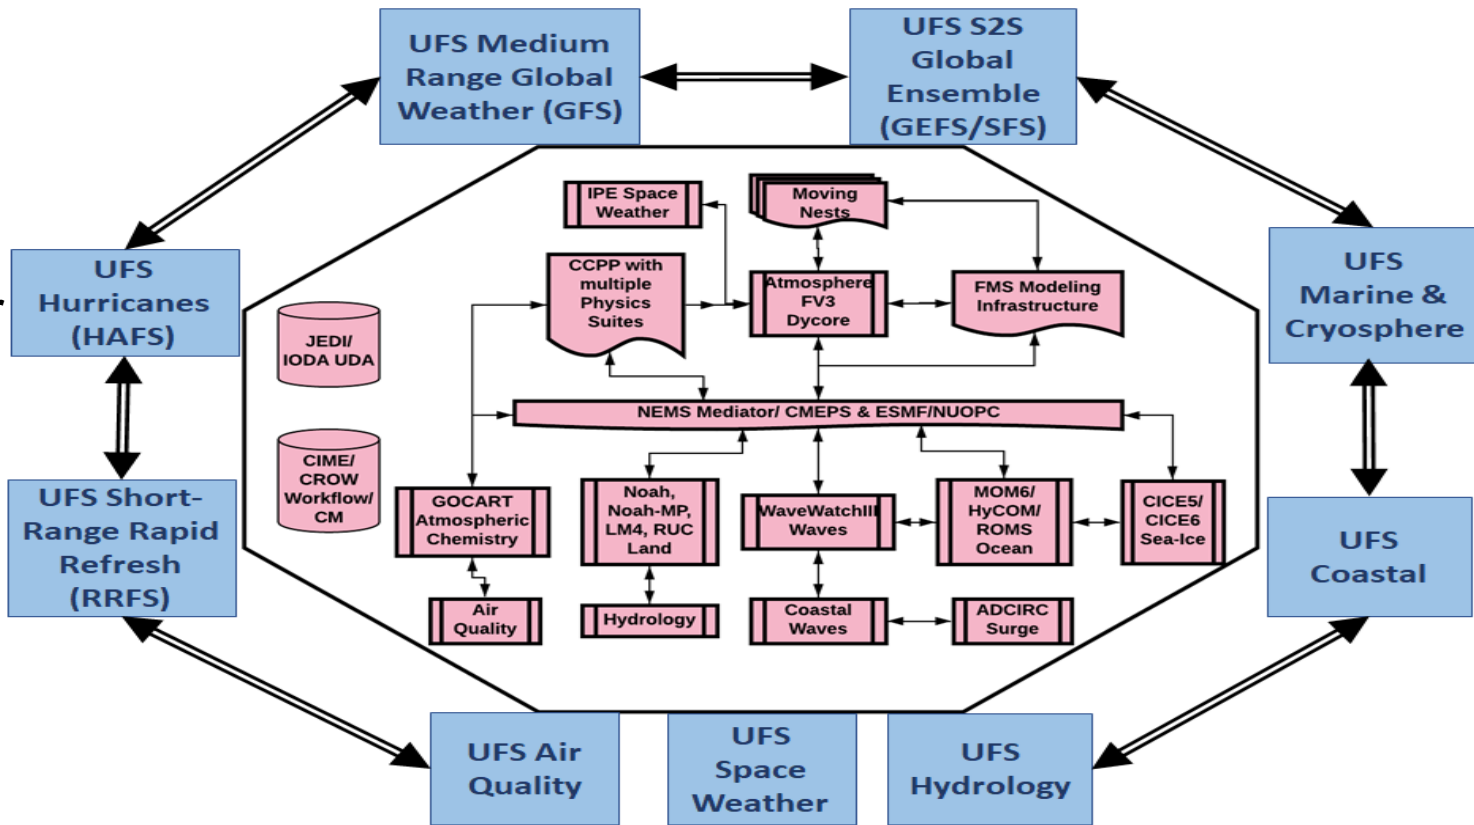 UFS Medium
Range Global
Weather (GFS)
UFS S2S
Global
Ensemble
(GEFS/SFS)
IPE Space
Weather
Moving
Nests
UFS
Hurricanes
(HAFS)
UFS
Marine &
Cryosphere
CCPP with
multiple
Physics
Suites
Atmosphere
FV3
Dycore
FMS Modeling
Infrastructure
JEDI/
IODA UDA
NEMS Mediator/ CMEPS & ESMF/NUOPC
CIME/
CROW
Workflow/
CM
UFS Short-
Range Rapid
Refresh
(RRFS)
GOCART
Atmospheric
Chemistry
Noah,
Noah-MP,
LM4, RUC
Land
WaveWatchIII
Waves
MOM6/
HyCOM/
ROMS
Ocean
CICE5/
CICE6
Sea-Ice
UFS
Coastal
Air
Quality
Hydrology
Coastal
Waves
ADCIRC
Surge
UFS Air
Quality
UFS
Space
Weather
UFS
Hydrology